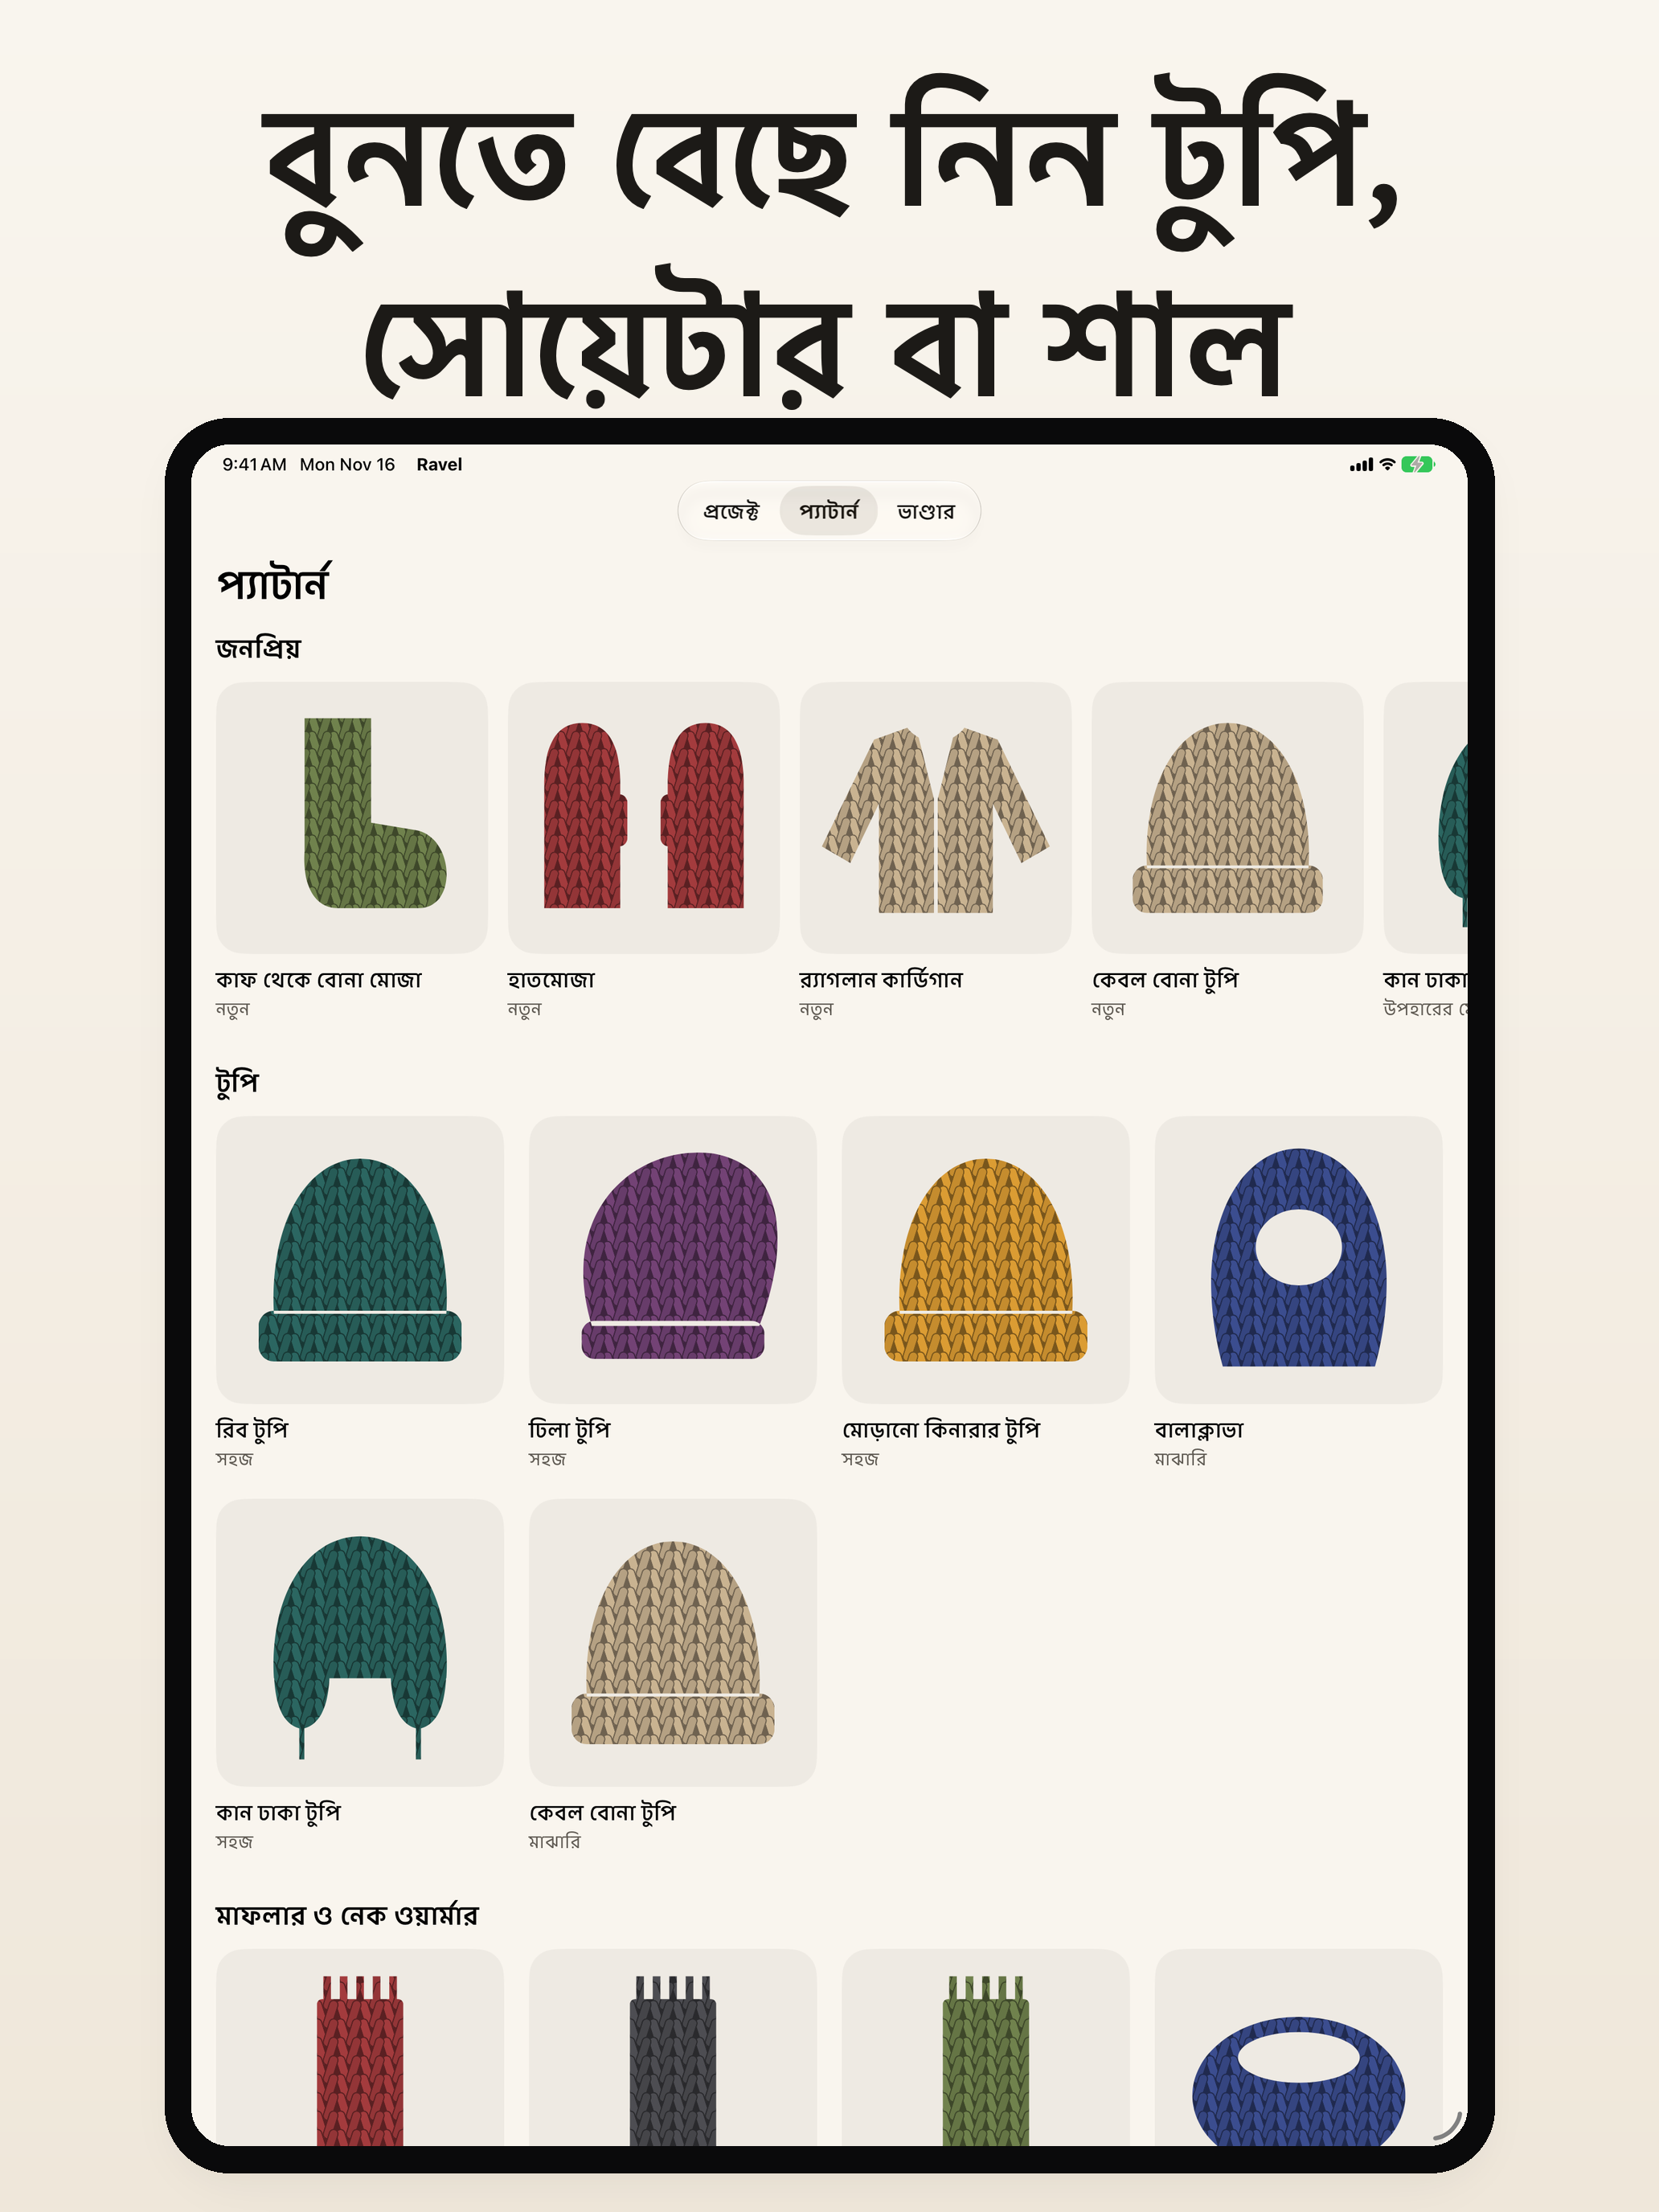 বুনতে বেছে নিন টুপি,
সোয়েটার বা শাল
9:41 AM Mon Nov 16 Ravel
প্রজেক্ট প্যাটার্ন ভাণ্ডার
প্যাটার্ন
জনপ্রিয়
কাফ থেকে বোনা মোজা
নতুন
হাতমোজা
নতুন
র‍্যাগলান কার্ডিগান
নতুন
কেবল বোনা টুপি
নতুন
কান ঢাকা
উপহারের
টুপি
রিব টুপি
সহজ
ঢিলা টুপি
সহজ
মোড়ানো কিনারার টুপি
সহজ
বালাক্লাভা
মাঝারি
কান ঢাকা টুপি
সহজ
কেবল বোনা টুপি
মাঝারি
মাফলার ও নেক ওয়ার্মার